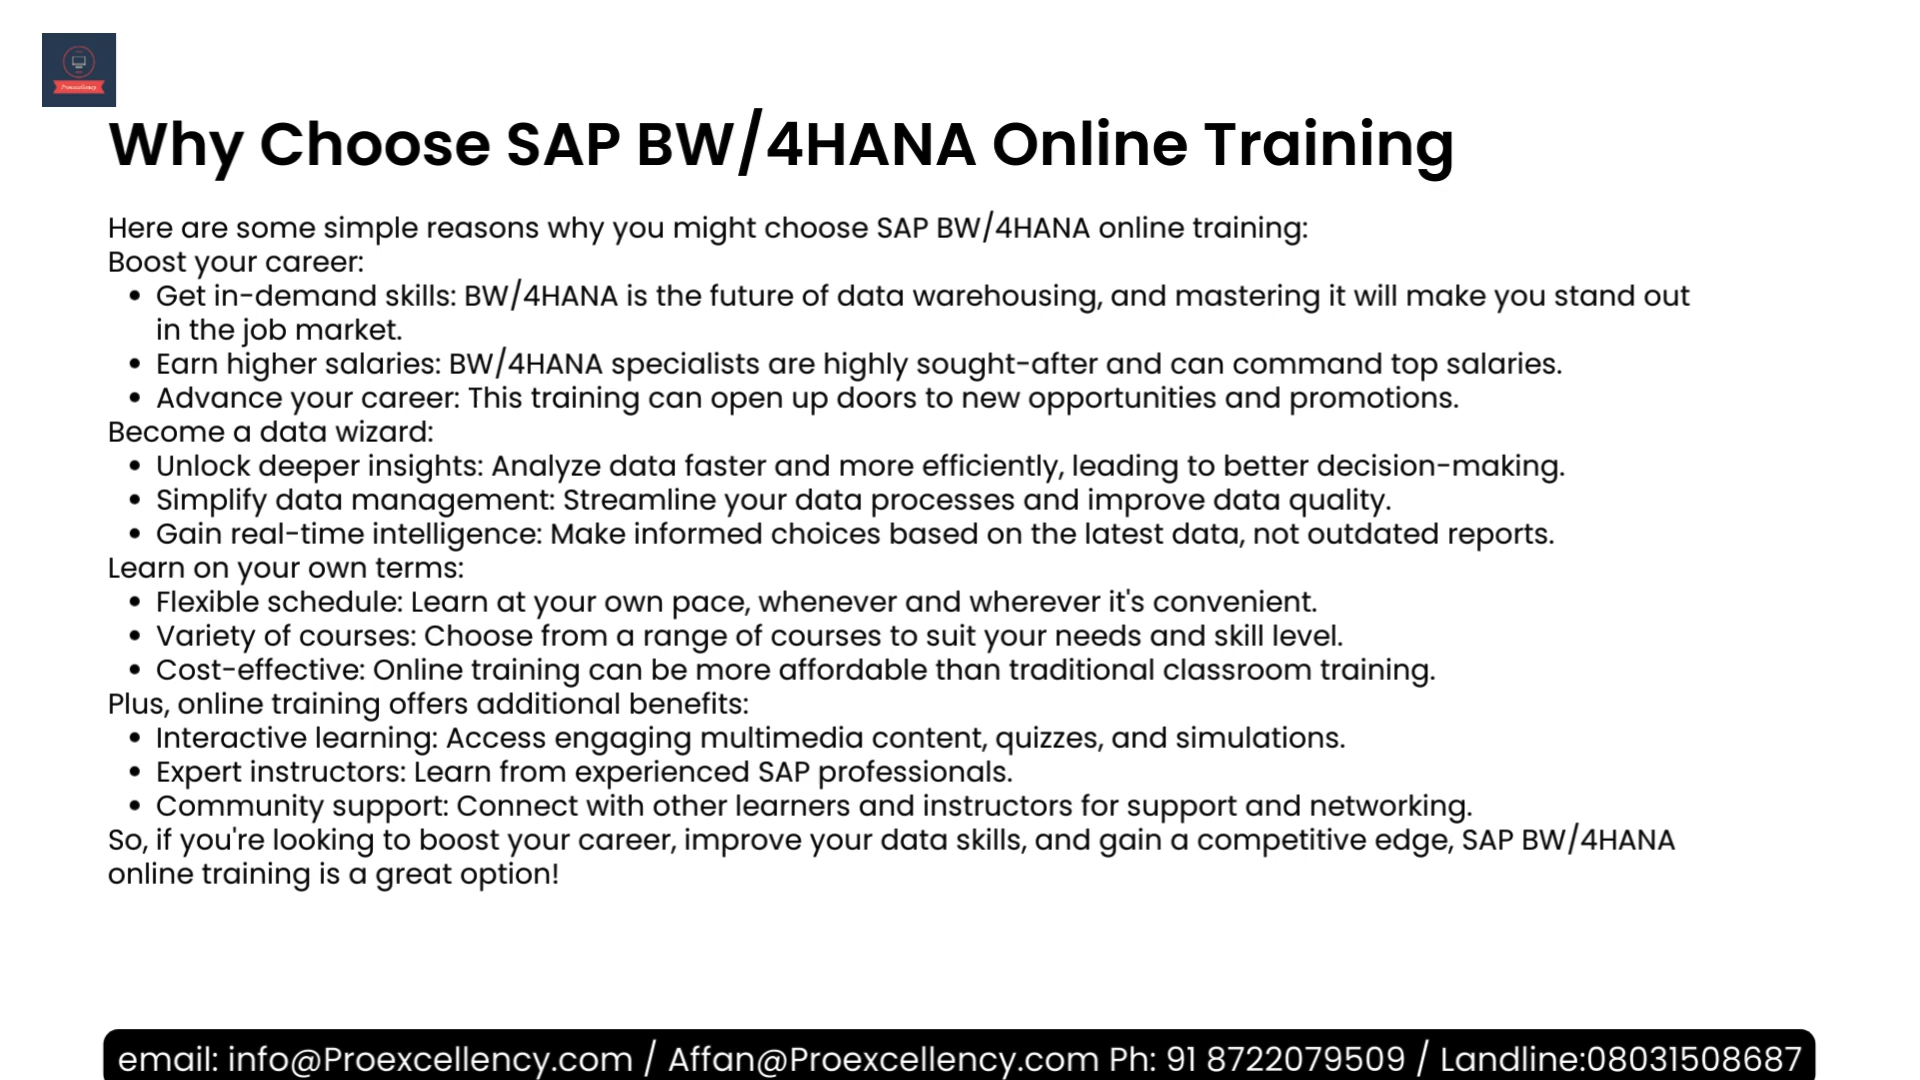 Proexcellency
Why Choose SAP BW/4HANA Online Training
Here are some simple reasons why you might choose SAP BW/4HANA online training:
Boost your career:
• Get in-demand skills: BW/4HANA is the future of data warehousing, and mastering it will make you stand out
in the job market.
• Earn higher salaries: BW/4HANA specialists are highly sought-after and can command top salaries.
• Advance your career: This training can open up doors to new opportunities and promotions.
Become a data wizard:
• Unlock deeper insights: Analyze data faster and more efficiently, leading to better decision-making.
• Simplify data management: Streamline your data processes and improve data quality.
• Gain real-time intelligence: Make informed choices based on the latest data, not outdated reports.
Learn on your own terms:
• Flexible schedule: Learn at your own pace, whenever and wherever it's convenient.
• Variety of courses: Choose from a range of courses to suit your needs and skill level.
• Cost-effective: Online training can be more affordable than traditional classroom training.
Plus, online training offers additional benefits:
• Interactive learning: Access engaging multimedia content, quizzes, and simulations.
• Expert instructors: Learn from experienced SAP professionals.
• Community support: Connect with other learners and instructors for support and networking.
So, if you're looking to boost your career, improve your data skills, and gain a competitive edge, SAP BW/4HANA
online training is a great option!
email: info@Proexcellency.com / Affan@Proexcellency.com Ph: 91 8722079509 / Landline:08031508687